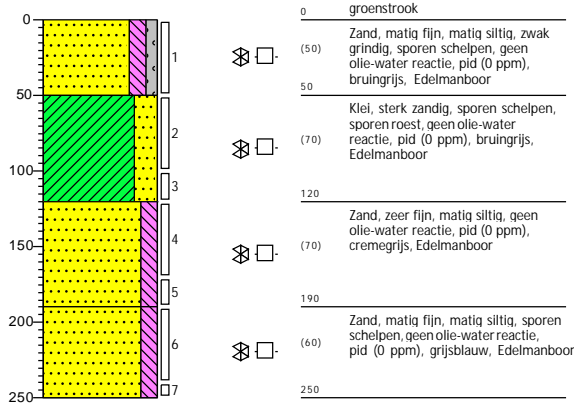 0
50
100
150
200
250
1
2
3
4
5
6
7
0 groenstrook
Zand, matig fijn, matig siltig, zwak
(50) grindig, sporen schelpen, geen
olie-water reactie, pid (0 ppm),
50 bruingrijs, Edelmanboor
Klei, sterk zandig, sporen schelpen,
sporen roest, geen olie-water
(70) reactie, pid (0 ppm), bruingrijs,
Edelmanboor
120
Zand, zeer fijn, matig siltig, geen
olie-water reactie, pid (0 ppm),
(70) cremegrijs, Edelmanboor
190
Zand, matig fijn, matig siltig, sporen
schelpen, geen olie-water reactie,
(60) pid (0 ppm), grijsblauw, Edelmanboor
250